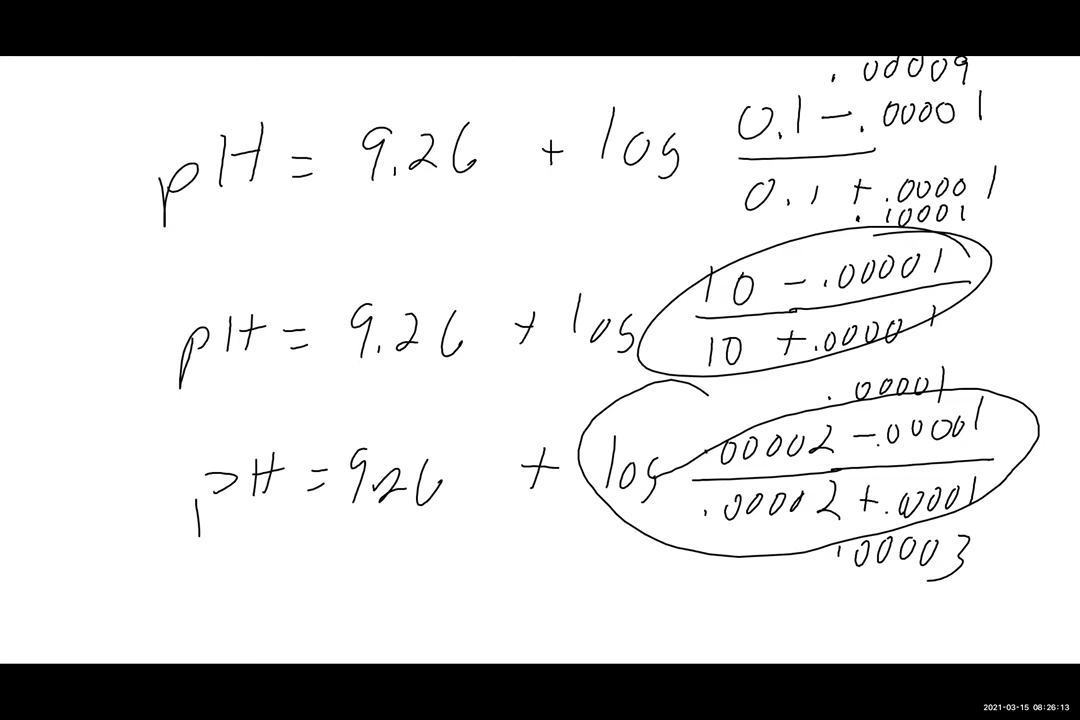 .00009
pH = 9.26 + log 0.1 - .00001
0.1 + .00001
.10001
pH = 9.26 + log 10 - .00001
10 + .00001
.00001
pH = 9.26 + log .00002 - .00001
.00002 + .00001
.00003
2021-03-15 08:26:13